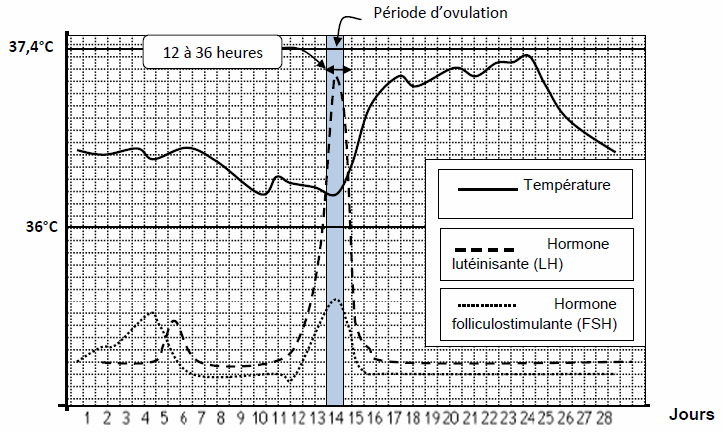 Période d'ovulation
37,4°C
12 à 36 heures
Température
36°C
Hormone
lutéinisante (LH)
Hormone
folliculostimulante (FSH)
1 2 3 4 5 6 7 8 9 10 11 12 13 14 15 16 17 18 19 20 21 22 23 24 25 26 27 28
Jours